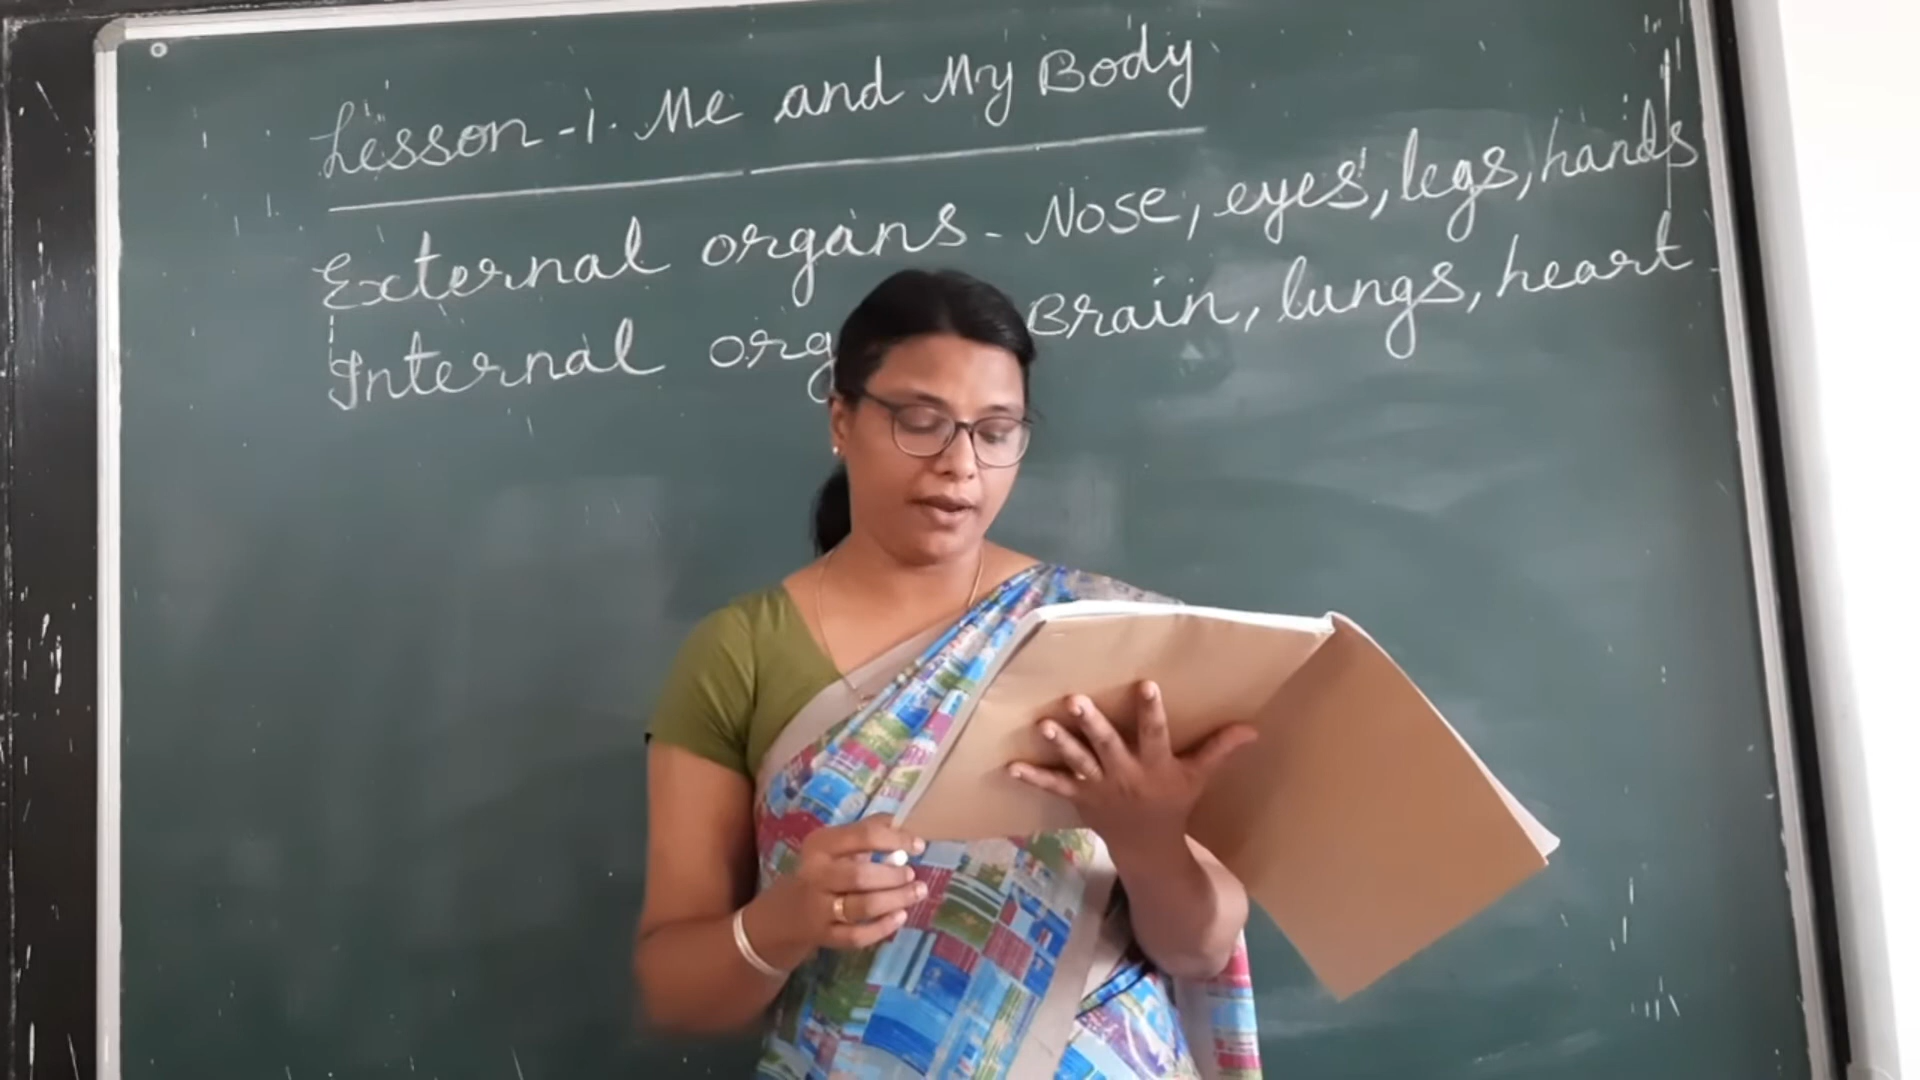 Lesson - 1. Me and My Body
External organs - Nose, eyes, legs, hands
Internal org Brain, lungs, heart.